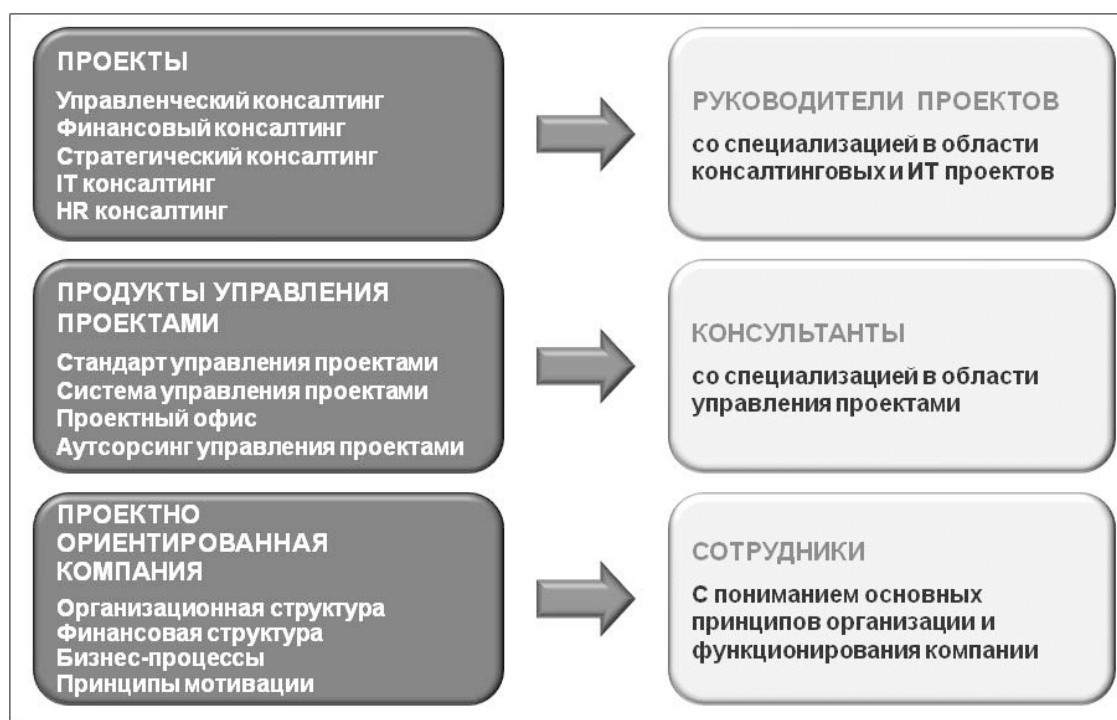 ПРОЕКТЫ
Управленческий консалтинг
Финансовый консалтинг
Стратегический консалтинг
IT консалтинг
HR консалтинг
РУКОВОДИТЕЛИ ПРОЕКТОВ
со специализацией в области
консалтинговых и ИТ проектов
ПРОДУКТЫ УПРАВЛЕНИЯ
ПРОЕКТАМИ
Стандарт управления проектами
Система управления проектами
Проектный офис
Аутсорсинг управления проектами
КОНСУЛЬТАНТЫ
со специализацией в области
управления проектами
ПРОЕКТНО
ОРИЕНТИРОВАННАЯ
КОМПАНИЯ
Организационная структура
Финансовая структура
Бизнес-процессы
Принципы мотивации
СОТРУДНИКИ
С пониманием основных
принципов организации и
функционирования компании